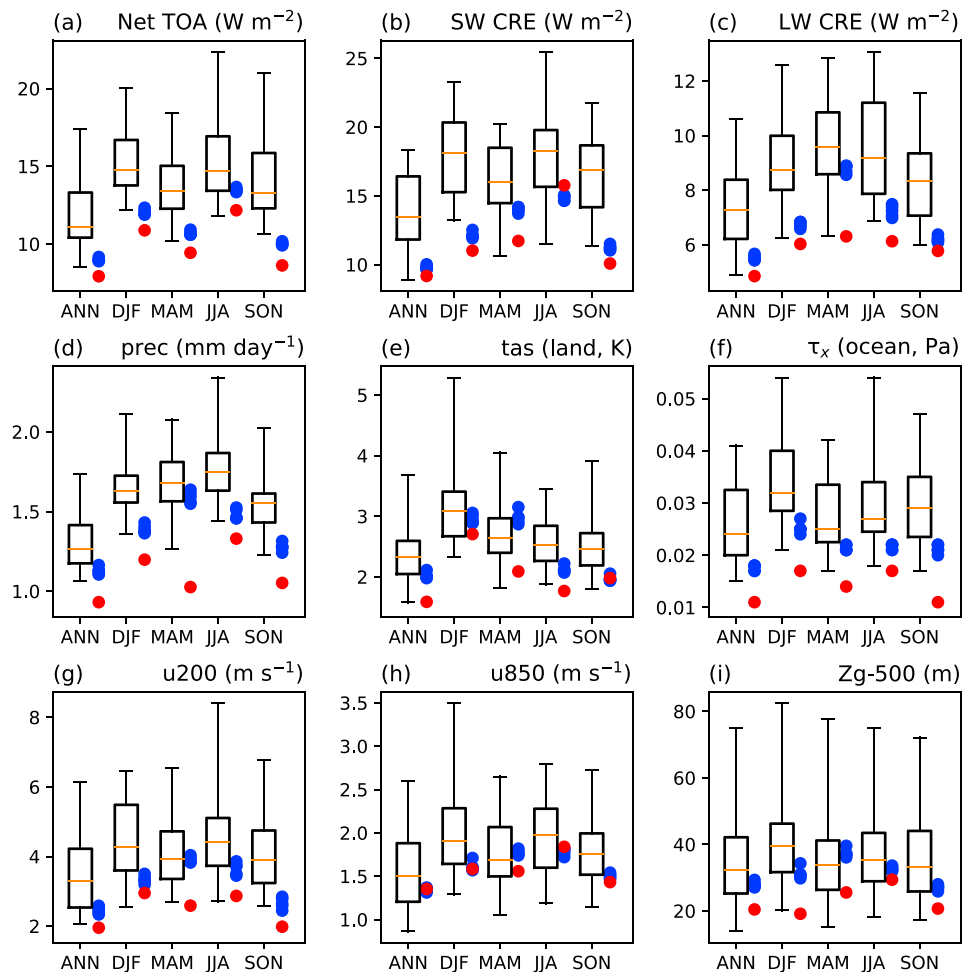 (a) Net TOA (W m⁻²)
20
15
10
ANN DJF MAM JJA SON
(b) SW CRE (W m⁻²)
25
20
15
10
ANN DJF MAM JJA SON
(c) LW CRE (W m⁻²)
12
10
8
6
ANN DJF MAM JJA SON
(d) prec (mm day⁻¹)
2.0
1.5
1.0
ANN DJF MAM JJA SON
(e) tas (land, K)
5
4
3
2
ANN DJF MAM JJA SON
(f) τₓ (ocean, Pa)
0.05
0.04
0.03
0.02
0.01
ANN DJF MAM JJA SON
(g) u200 (m s⁻¹)
8
6
4
2
ANN DJF MAM JJA SON
(h) u850 (m s⁻¹)
3.5
3.0
2.5
2.0
1.5
1.0
ANN DJF MAM JJA SON
(i) Zg-500 (m)
80
60
40
20
ANN DJF MAM JJA SON